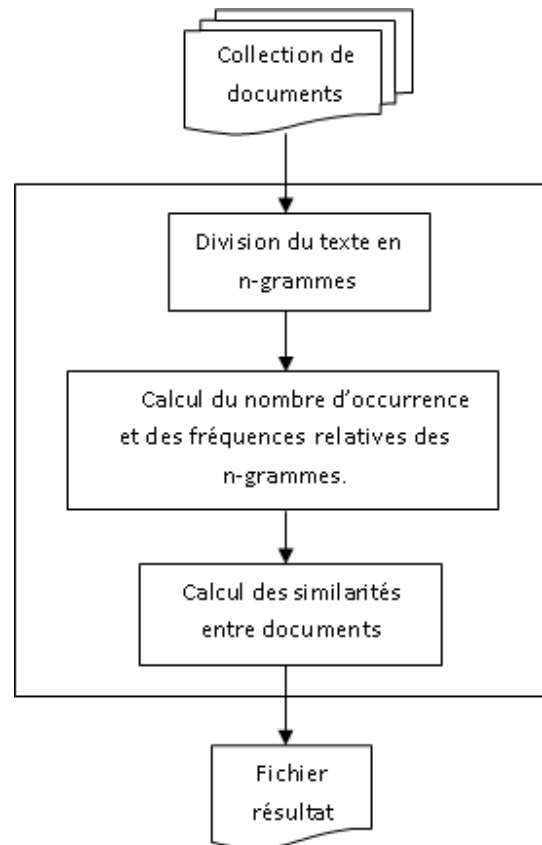 Collection de
documents
Division du texte en
n-grammes
Calcul du nombre d'occurrence
et des fréquences relatives des
n-grammes.
Calcul des similarités
entre documents
Fichier
résultat